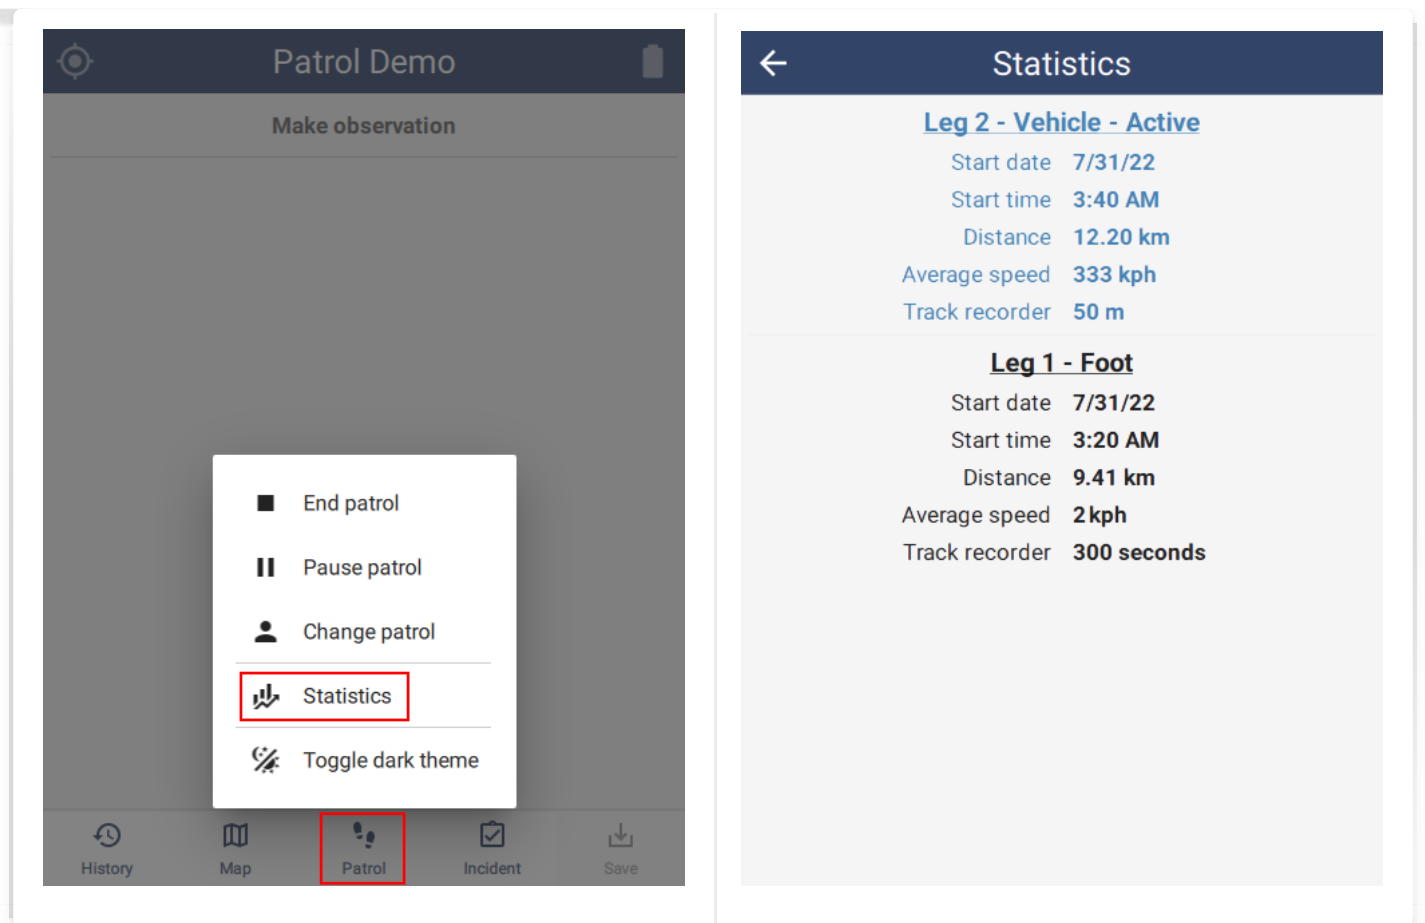 Patrol Demo
Make observation
End patrol
Pause patrol
Change patrol
Statistics
Toggle dark theme
History Map Patrol Incident Save
Statistics
Leg 2 - Vehicle - Active
Start date 7/31/22
Start time 3:40 AM
Distance 12.20 km
Average speed 333 kph
Track recorder 50 m
Leg 1 - Foot
Start date 7/31/22
Start time 3:20 AM
Distance 9.41 km
Average speed 2 kph
Track recorder 300 seconds